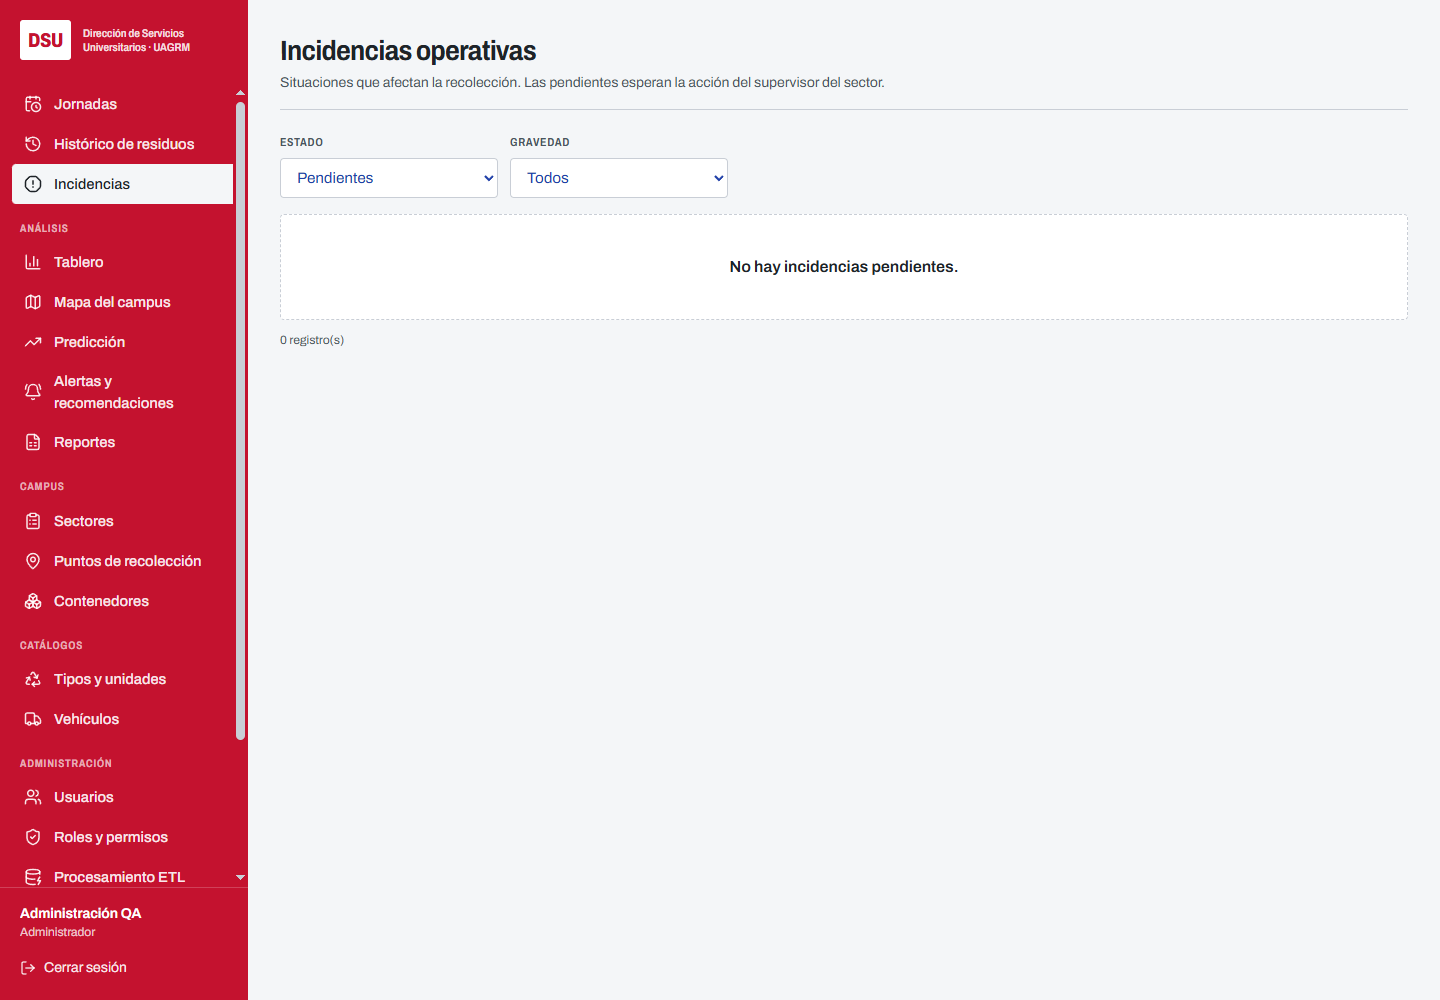 DSU
Dirección de Servicios
Universitarios · UAGRM
Jornadas
Histórico de residuos
Incidencias
ANÁLISIS
Tablero
Mapa del campus
Predicción
Alertas y
recomendaciones
Reportes
CAMPUS
Sectores
Puntos de recolección
Contenedores
CATÁLOGOS
Tipos y unidades
Vehículos
ADMINISTRACIÓN
Usuarios
Roles y permisos
Procesamiento ETL
Administración QA
Administrador
Cerrar sesión
Incidencias operativas
Situaciones que afectan la recolección. Las pendientes esperan la acción del supervisor del sector.
ESTADO
GRAVEDAD
Pendientes
Todos
No hay incidencias pendientes.
0 registro(s)